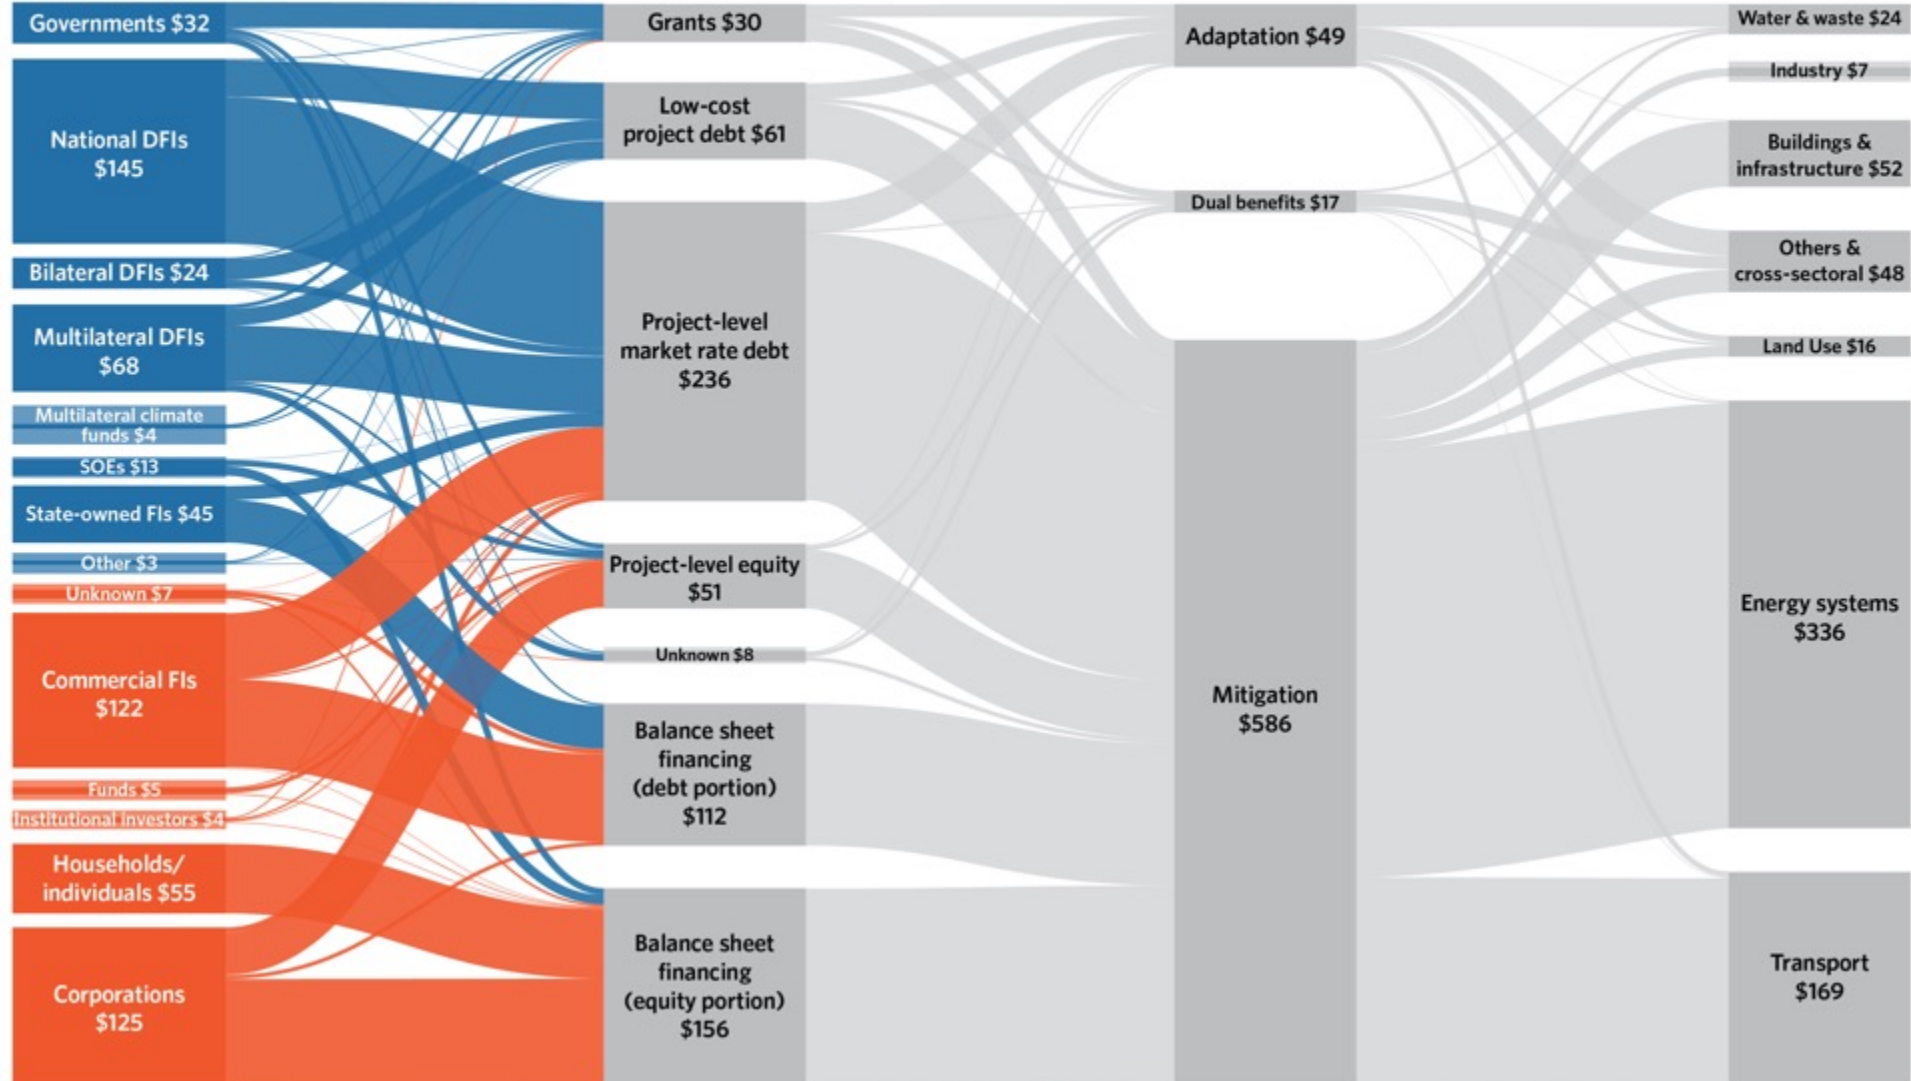 Governments $32
National DFIs
$145
Bilateral DFIs $24
Multilateral DFIs
$68
Multilateral climate
funds $4
SOEs $13
State-owned FIs $45
Other $3
Unknown $7
Commercial FIs
$122
Funds $5
Institutional investors $4
Households/
individuals $55
Corporations
$125
Grants $30
Low-cost
project debt $61
Project-level
market rate debt
$236
Project-level equity
$51
Unknown $8
Balance sheet
financing
(debt portion)
$112
Balance sheet
financing
(equity portion)
$156
Adaptation $49
Dual benefits $17
Mitigation
$586
Water & waste $24
Industry $7
Buildings &
infrastructure $52
Others &
cross-sectoral $48
Land Use $16
Energy systems
$336
Transport
$169